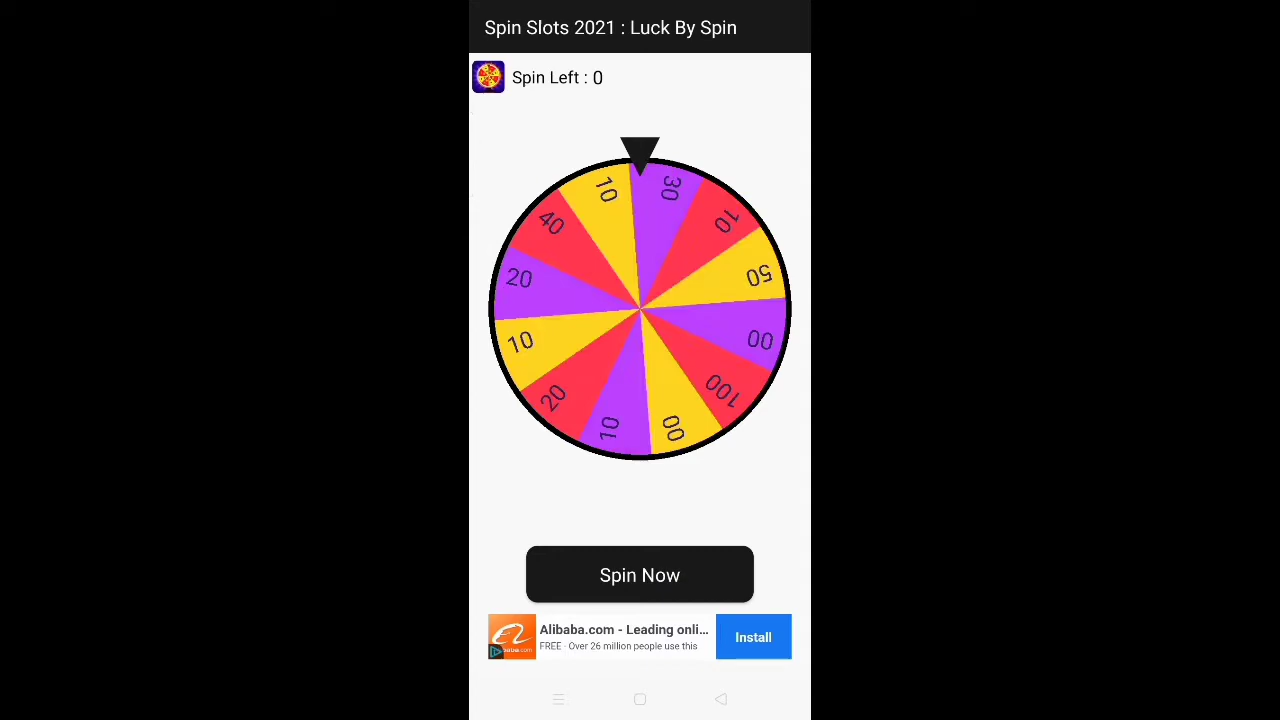 Spin Slots 2021 : Luck By Spin
Spin Left : 0
10
30
10
50
00
100
00
10
20
10
20
40
Spin Now
Alibaba.com - Leading onli...
FREE · Over 26 million people use this
Install